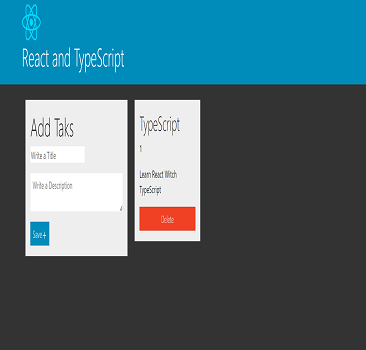 React and TypeScript
Add Taks
Write a Title
Write a Description
Save +
TypeScript
1
Learn React Witch
TypeScript
Delete